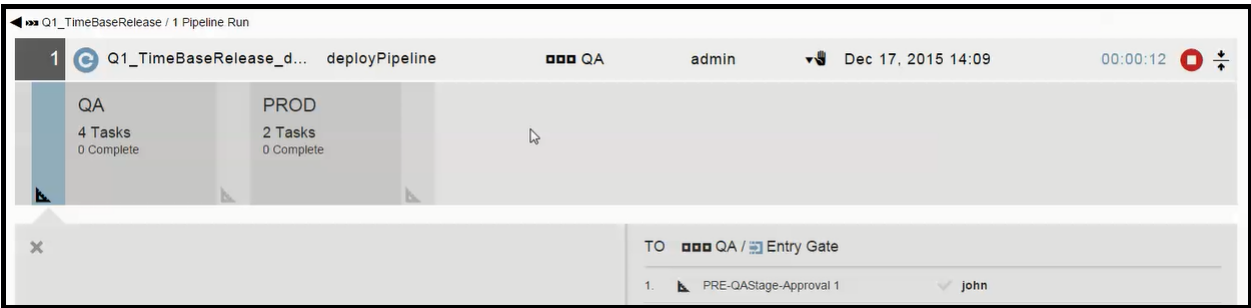 Q1_TimeBaseRelease / 1 Pipeline Run
1 Q1_TimeBaseRelease_d... deployPipeline QA admin Dec 17, 2015 14:09 00:00:12
QA PROD
4 Tasks 2 Tasks
0 Complete 0 Complete
TO QA / Entry Gate
1. PRE-QAStage-Approval 1 john